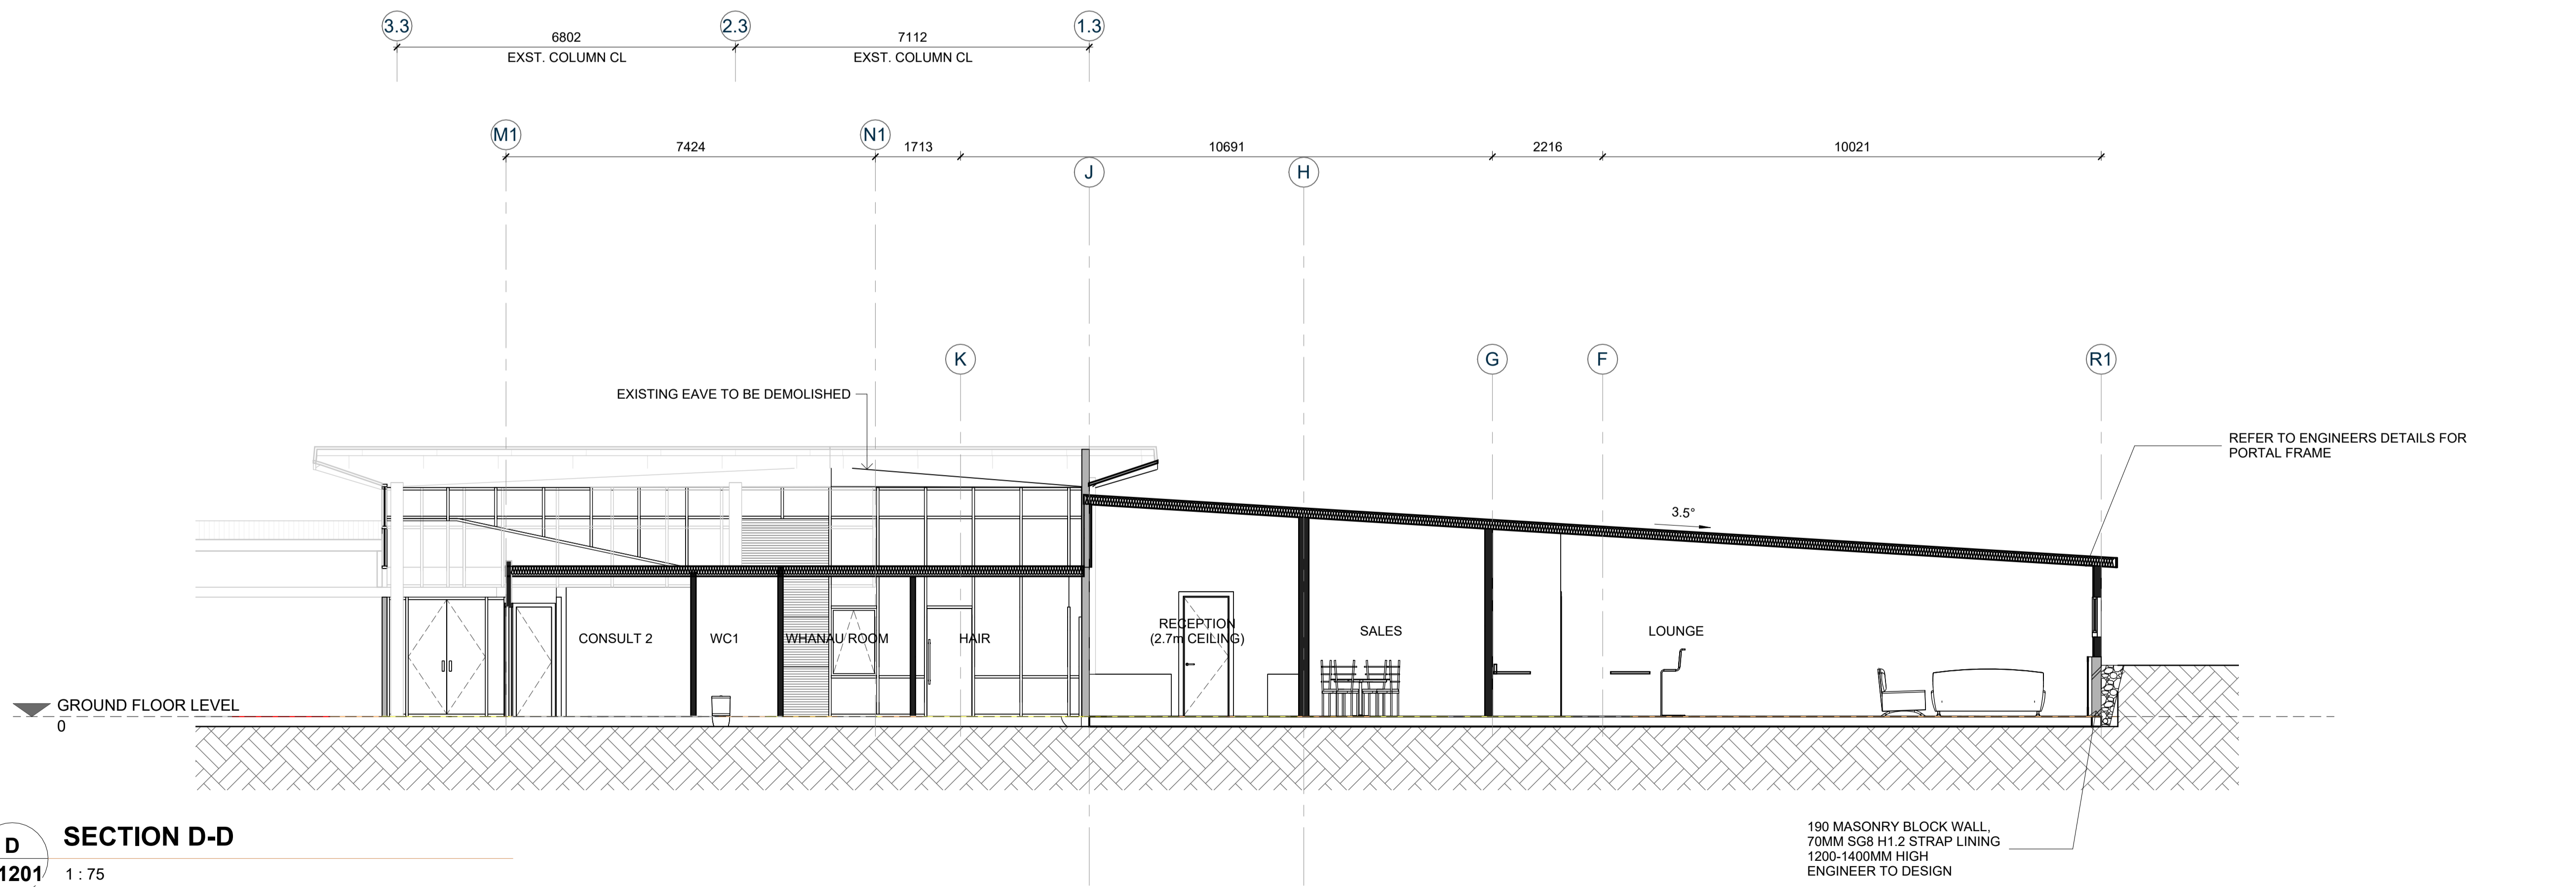 3.3
2.3
1.3
6802
7112
EXST. COLUMN CL
EXST. COLUMN CL
M1
N1
7424
1713
10691
2216
10021
J
H
K
G
F
R1
EXISTING EAVE TO BE DEMOLISHED
REFER TO ENGINEERS DETAILS FOR
PORTAL FRAME
3.5°
CONSULT 2
WC1
WHANAU ROOM
HAIR
RECEPTION
(2.7m CEILING)
SALES
LOUNGE
GROUND FLOOR LEVEL
0
D
1201
SECTION D-D
1 : 75
190 MASONRY BLOCK WALL,
70MM SG8 H1.2 STRAP LINING
1200-1400MM HIGH
ENGINEER TO DESIGN